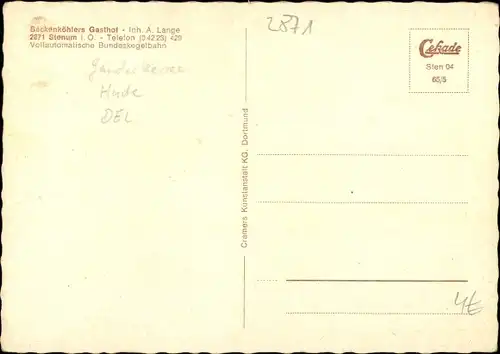 Backenköhlers Gasthof - Inh. A. Lange
2871 Stenum i. O. - Telefon (04223) 428
Vollautomatische Bundeskegelbahn
2871
Cekade
Sten 04
65/5
Ganderkesee
Hude
DEL
Cramers Kunstanstalt KG. Dortmund
4€